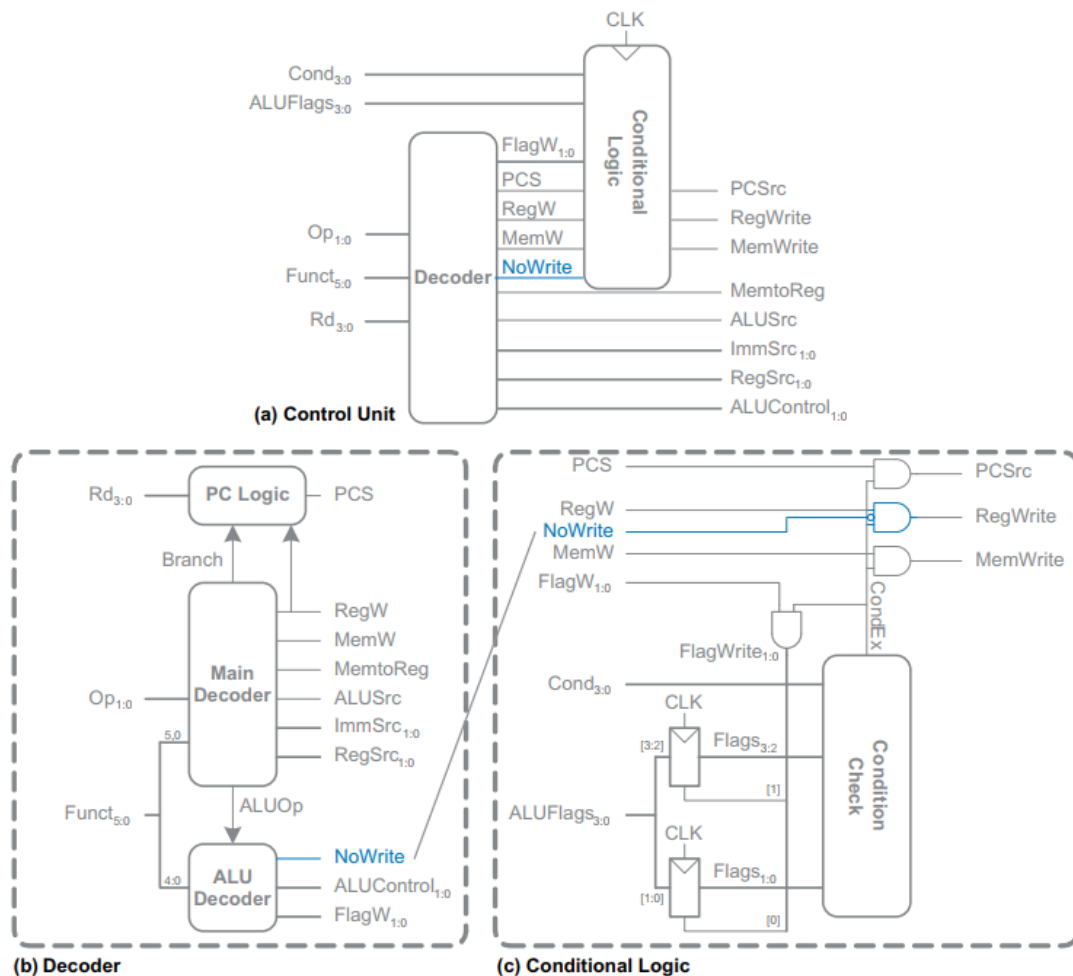 CLK
Cond3:0
ALUFlags3:0
Conditional
Logic
FlagW1:0
PCS
PCSrc
RegW
RegWrite
Op1:0
MemW
MemWrite
Funct5:0
Decoder
NoWrite
MemtoReg
Rd3:0
ALUSrc
ImmSrc1:0
RegSrc1:0
ALUControl1:0
(a) Control Unit
Rd3:0
PC Logic
PCS
Branch
RegW
MemW
Main
Decoder
MemtoReg
Op1:0
ALUSrc
5,0
ImmSrc1:0
RegSrc1:0
Funct5:0
ALUOp
4:0
ALU
Decoder
NoWrite
ALUControl1:0
FlagW1:0
(b) Decoder
PCS
PCSrc
RegW
NoWrite
RegWrite
MemW
MemWrite
FlagW1:0
CondEx
FlagWrite1:0
Cond3:0
CLK
[3:2]
Flags3:2
[1]
Condition
Check
ALUFlags3:0
CLK
[1:0]
Flags1:0
[0]
(c) Conditional Logic